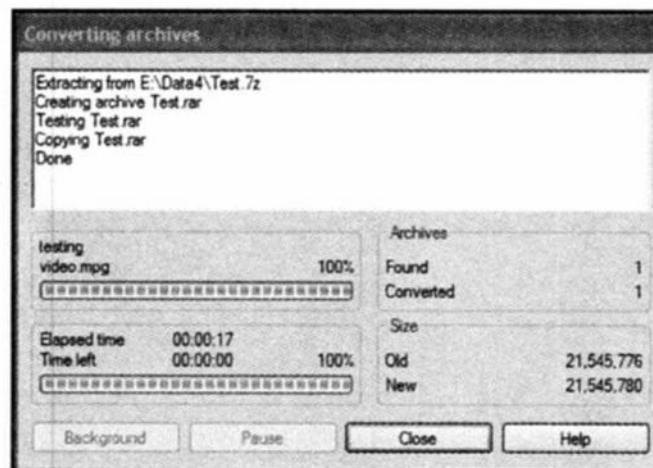 Converting archives
Extracting from E:\Data4\Test.7z
Creating archive Test.rar
Testing Test.rar
Copying Test.rar
Done
testing
video.mpg 100%
Archives
Found 1
Converted 1
Elapsed time 00:00:17
Time left 00:00:00 100%
Size
Old 21,545,776
New 21,545,780
Background
Pause
Close
Help